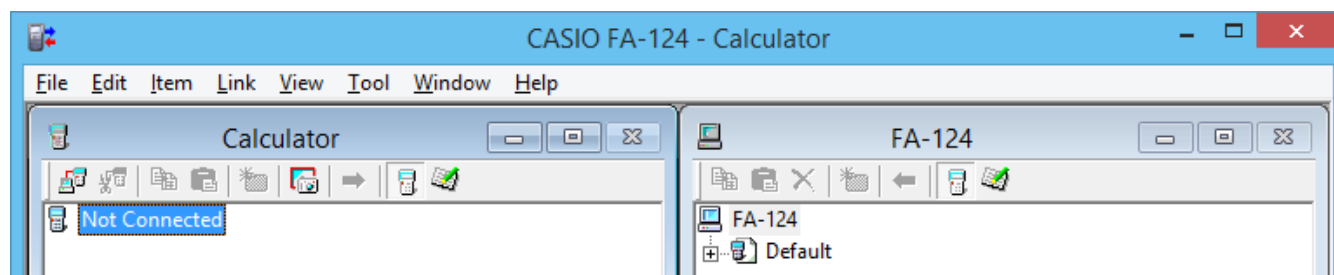 CASIO FA-124 - Calculator
File Edit Item Link View Tool Window Help
Calculator
FA-124
Not Connected
FA-124
Default